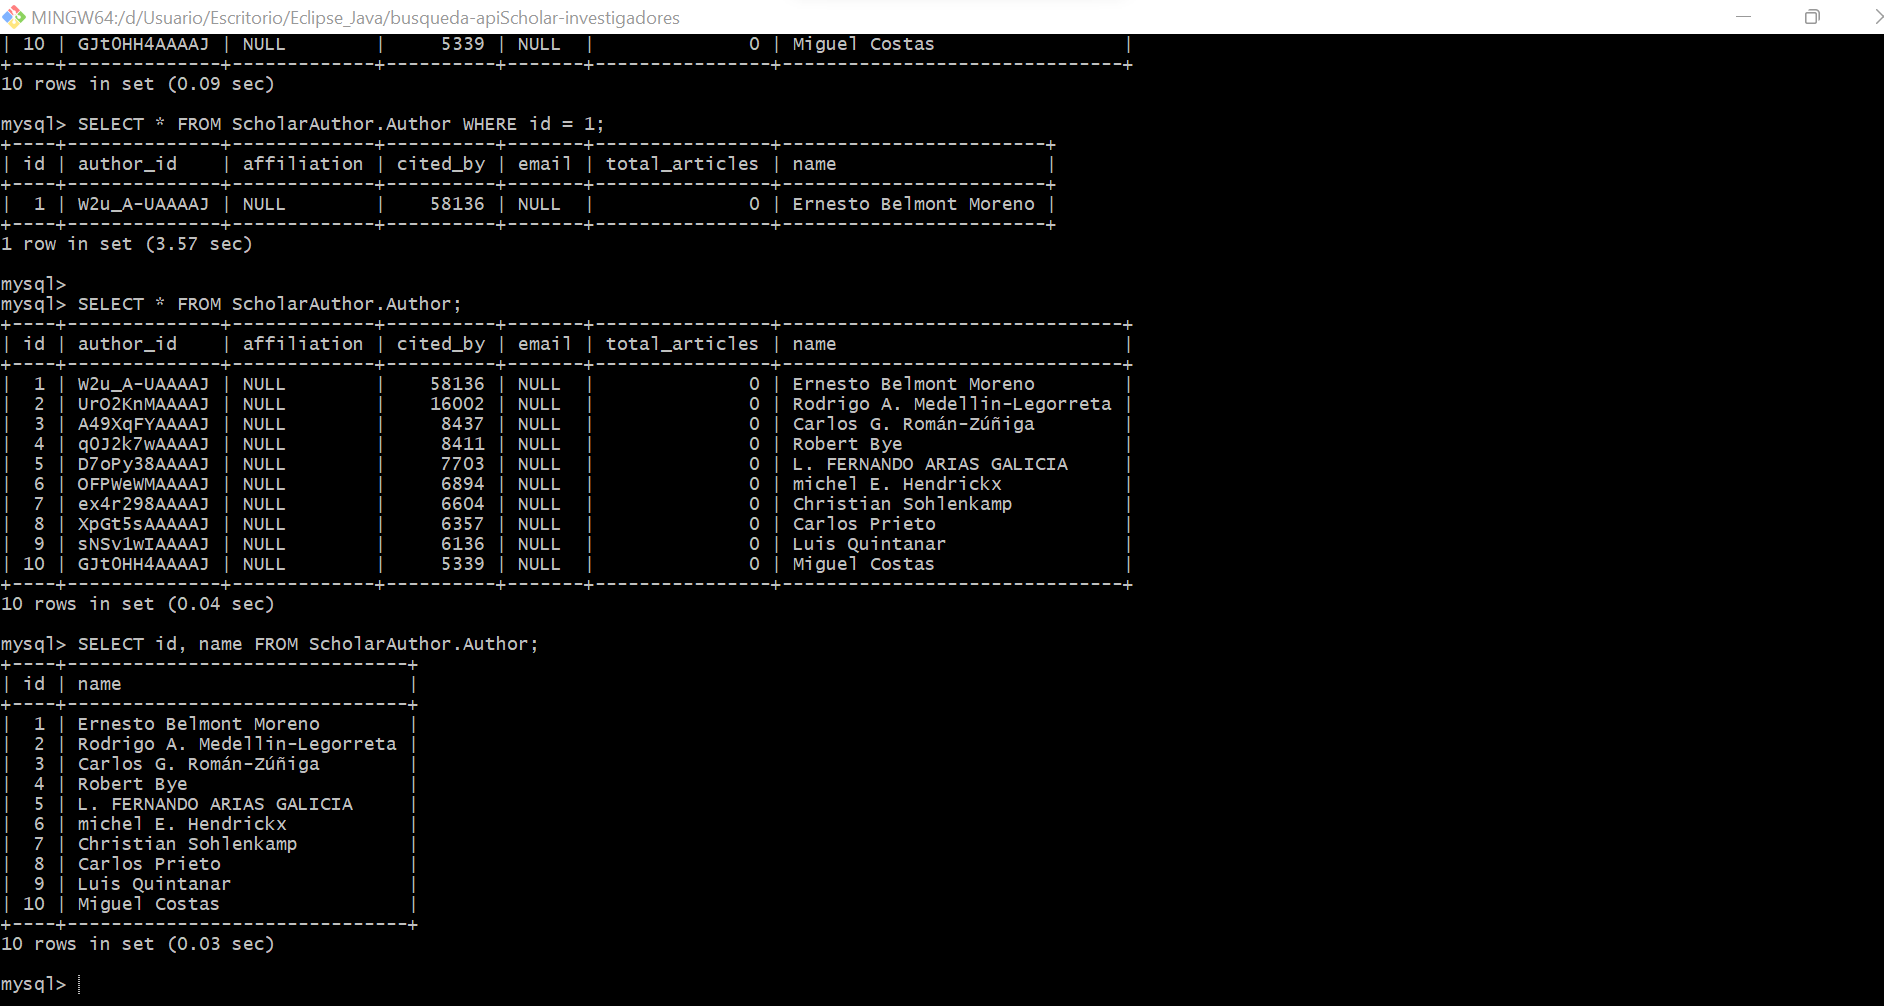 MINGW64:/d/Usuario/Escritorio/Eclipse_Java/busqueda-apiScholar-investigadores
| 10 | GJtOHH4AAAAJ | NULL        |     5339 | NULL  |              0 | Miguel Costas                 |
+----+--------------+-------------+----------+-------+----------------+-------------------------------+
10 rows in set (0.09 sec)
mysql> SELECT * FROM ScholarAuthor.Author WHERE id = 1;
+----+--------------+-------------+----------+-------+----------------+------------------------+
| id | author_id    | affiliation | cited_by | email | total_articles | name                   |
+----+--------------+-------------+----------+-------+----------------+------------------------+
|  1 | W2u_A-UAAAAJ | NULL        |    58136 | NULL  |              0 | Ernesto Belmont Moreno |
+----+--------------+-------------+----------+-------+----------------+------------------------+
1 row in set (3.57 sec)
mysql>
mysql> SELECT * FROM ScholarAuthor.Author;
+----+--------------+-------------+----------+-------+----------------+-------------------------------+
| id | author_id    | affiliation | cited_by | email | total_articles | name                          |
+----+--------------+-------------+----------+-------+----------------+-------------------------------+
|  1 | W2u_A-UAAAAJ | NULL        |    58136 | NULL  |              0 | Ernesto Belmont Moreno        |
|  2 | UrO2KnMAAAAJ | NULL        |    16002 | NULL  |              0 | Rodrigo A. Medellin-Legorreta |
|  3 | A49XqFYAAAAJ | NULL        |     8437 | NULL  |              0 | Carlos G. Román-Zúñiga        |
|  4 | q0J2k7wAAAAJ | NULL        |     8411 | NULL  |              0 | Robert Bye                    |
|  5 | D7oPy38AAAAJ | NULL        |     7703 | NULL  |              0 | L. FERNANDO ARIAS GALICIA     |
|  6 | OFPWeWMAAAAJ | NULL        |     6894 | NULL  |              0 | michel E. Hendrickx           |
|  7 | ex4r298AAAAJ | NULL        |     6604 | NULL  |              0 | Christian Sohlenkamp          |
|  8 | XpGt5sAAAAAJ | NULL        |     6357 | NULL  |              0 | Carlos Prieto                 |
|  9 | sNSv1wIAAAAJ | NULL        |     6136 | NULL  |              0 | Luis Quintanar                |
| 10 | GJtOHH4AAAAJ | NULL        |     5339 | NULL  |              0 | Miguel Costas                 |
+----+--------------+-------------+----------+-------+----------------+-------------------------------+
10 rows in set (0.04 sec)
mysql> SELECT id, name FROM ScholarAuthor.Author;
+----+-------------------------------+
| id | name                          |
+----+-------------------------------+
|  1 | Ernesto Belmont Moreno        |
|  2 | Rodrigo A. Medellin-Legorreta |
|  3 | Carlos G. Román-Zúñiga        |
|  4 | Robert Bye                    |
|  5 | L. FERNANDO ARIAS GALICIA     |
|  6 | michel E. Hendrickx           |
|  7 | Christian Sohlenkamp          |
|  8 | Carlos Prieto                 |
|  9 | Luis Quintanar                |
| 10 | Miguel Costas                 |
+----+-------------------------------+
10 rows in set (0.03 sec)
mysql>